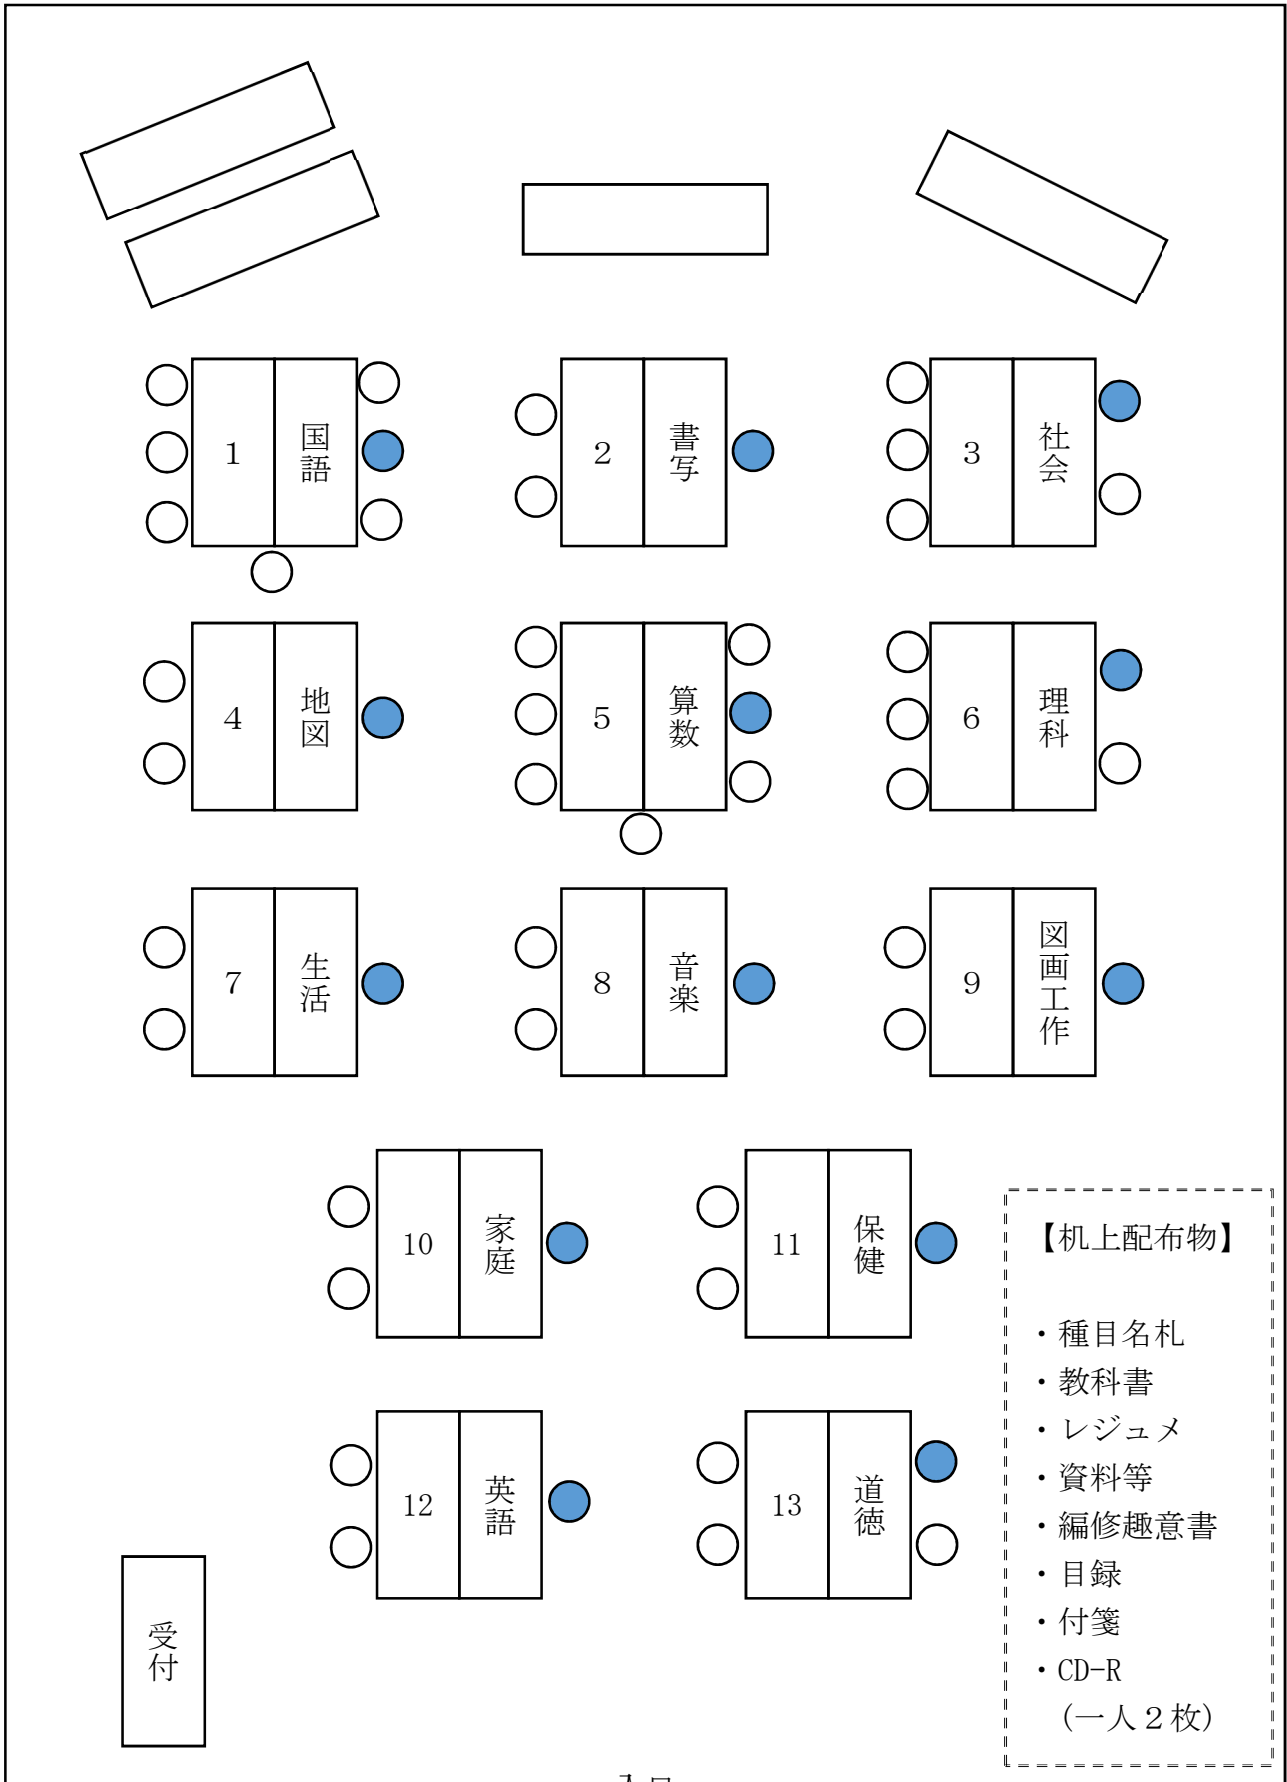 1
国語
2
書写
3
社会
4
地図
5
算数
6
理科
7
生活
8
音楽
9
図画工作
10
家庭
11
保健
12
英語
13
道徳
【机上配布物】
・種目名札
・教科書
・レジュメ
・資料等
・編修趣意書
・目録
・付箋
・CD-R
(一人２枚)
受付